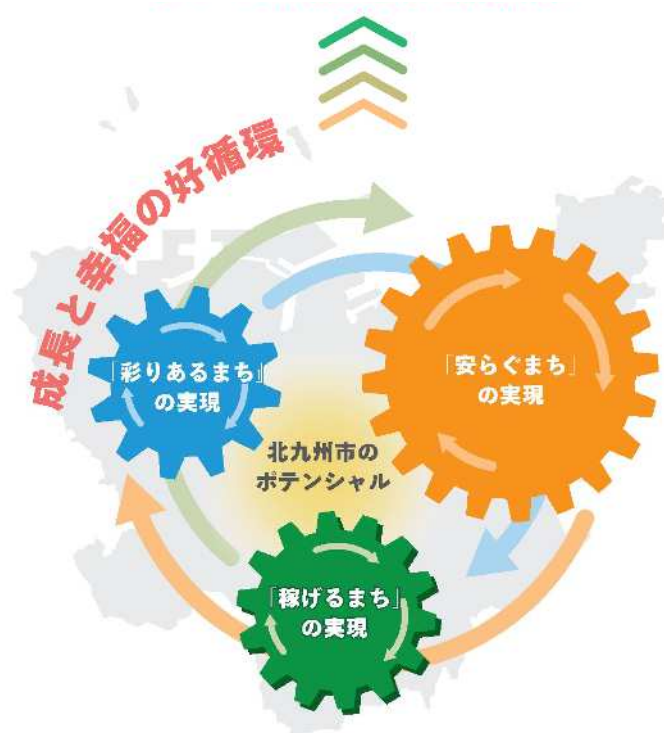 成長と幸福の好循環
「彩りあるまち」
の実現
「安らぐまち」
の実現
北九州市の
ポテンシャル
「稼げるまち」
の実現